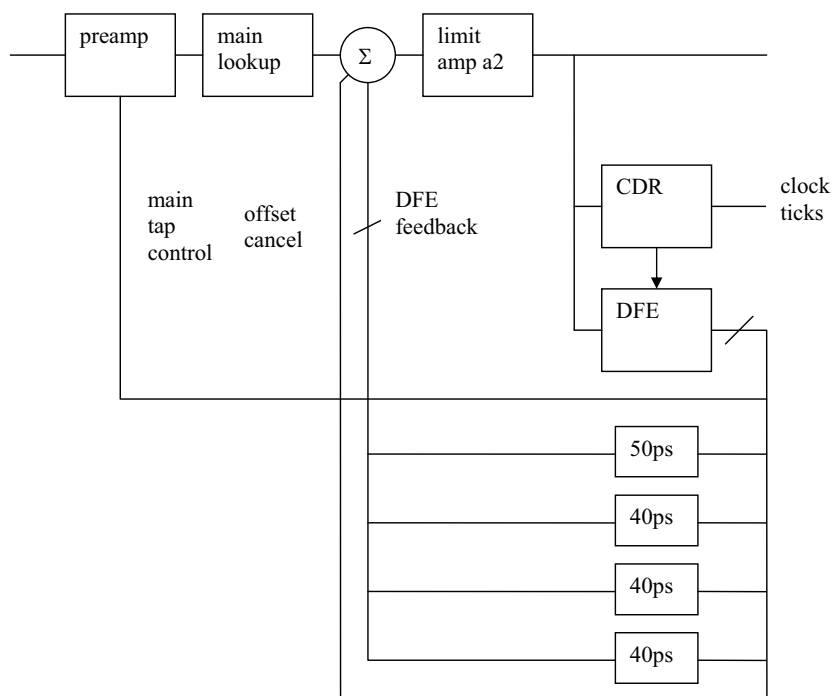 preamp
main
lookup
Σ
limit
amp a2
main
tap
control
offset
cancel
DFE
feedback
CDR
clock
ticks
DFE
50ps
40ps
40ps
40ps